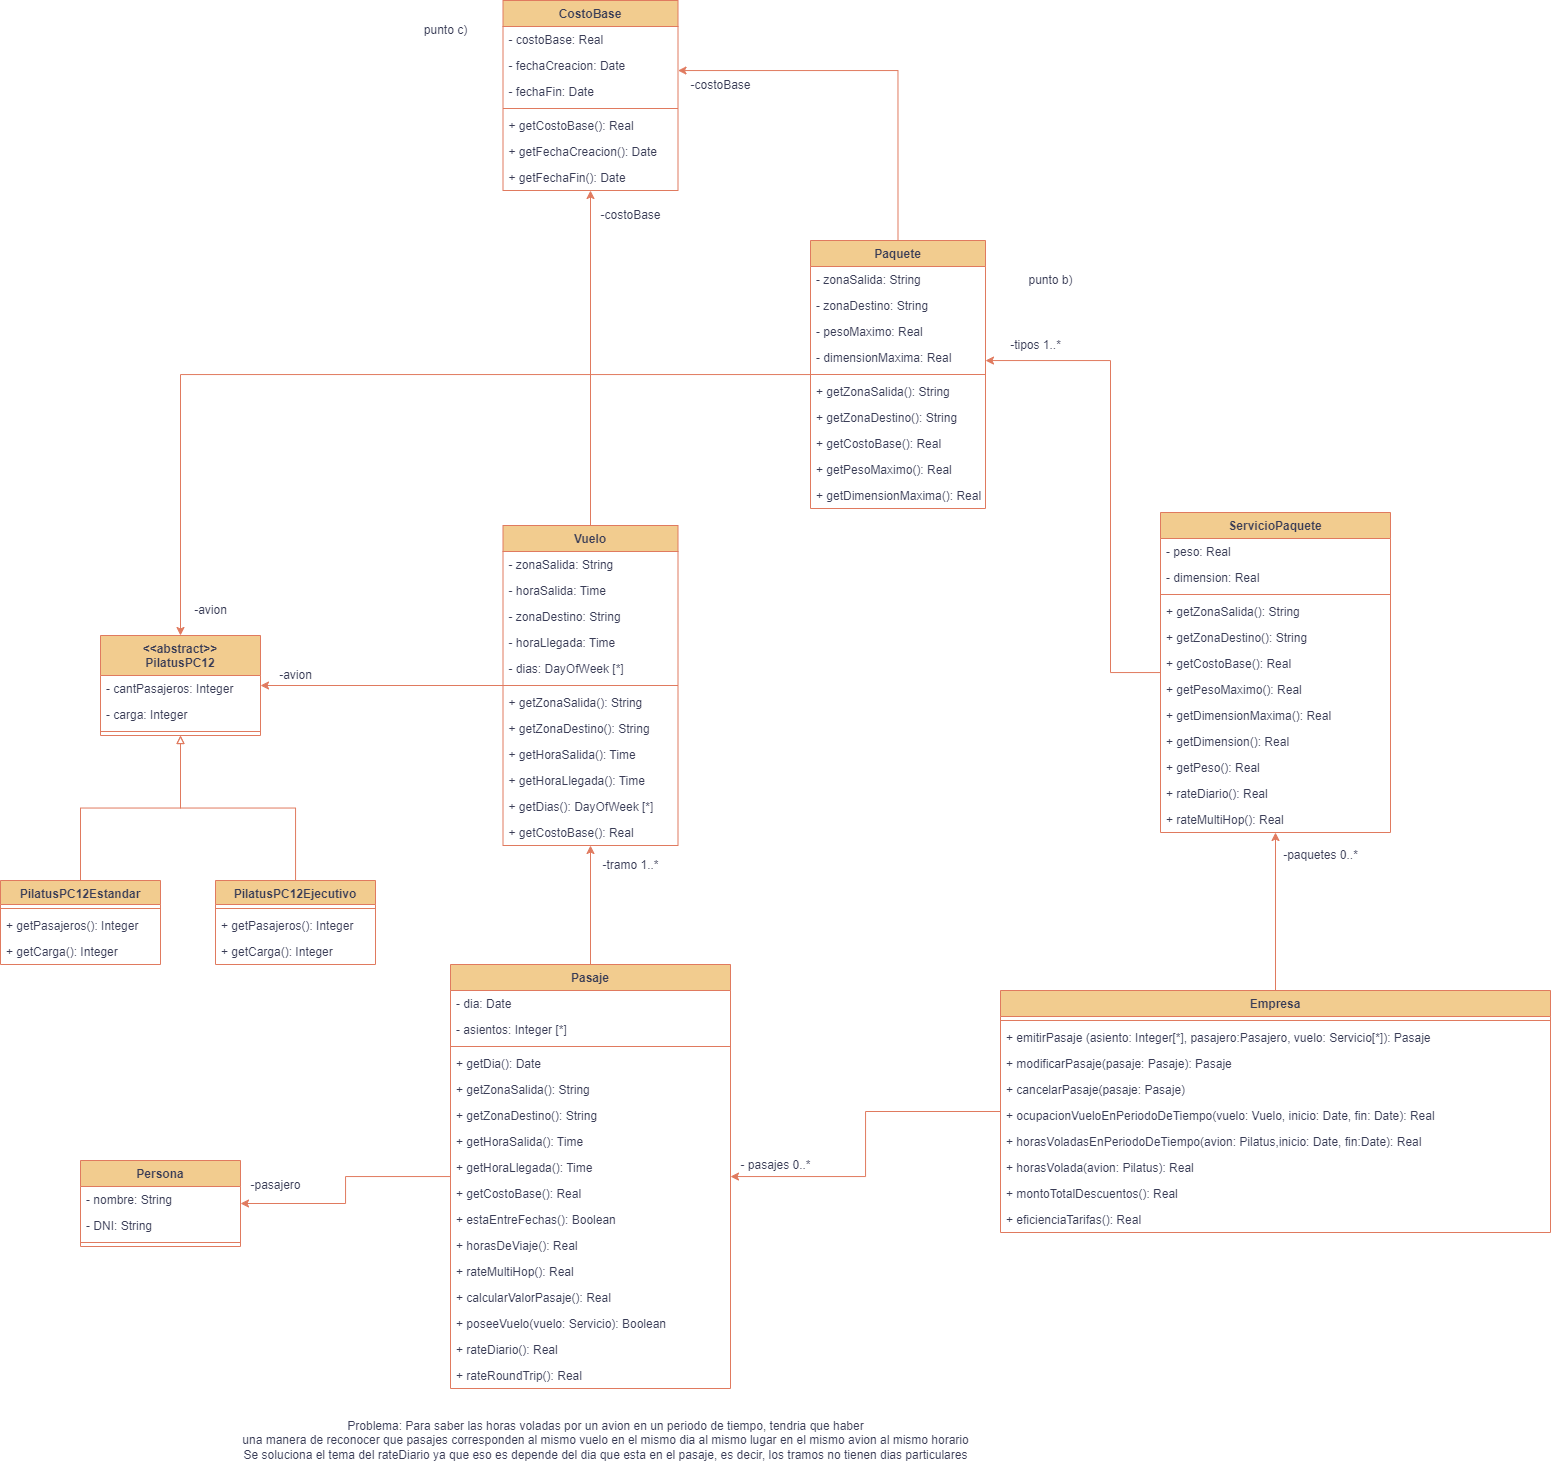 CostoBase
punto c)
- costoBase: Real
- fechaCreacion: Date
- fechaFin: Date
+ getCostoBase(): Real
+ getFechaCreacion(): Date
+ getFechaFin(): Date
-costoBase
-costoBase
Paquete
- zonaSalida: String
- zonaDestino: String
- pesoMaximo: Real
- dimensionMaxima: Real
+ getZonaSalida(): String
+ getZonaDestino(): String
+ getCostoBase(): Real
+ getPesoMaximo(): Real
+ getDimensionMaxima(): Real
punto b)
-tipos 1..*
ServicioPaquete
- peso: Real
- dimension: Real
+ getZonaSalida(): String
+ getZonaDestino(): String
+ getCostoBase(): Real
+ getPesoMaximo(): Real
+ getDimensionMaxima(): Real
+ getDimension(): Real
+ getPeso(): Real
+ rateDiario(): Real
+ rateMultiHop(): Real
-paquetes 0..*
Vuelo
- zonaSalida: String
- horaSalida: Time
- zonaDestino: String
- horaLlegada: Time
- dias: DayOfWeek [*]
+ getZonaSalida(): String
+ getZonaDestino(): String
+ getHoraSalida(): Time
+ getHoraLlegada(): Time
+ getDias(): DayOfWeek [*]
+ getCostoBase(): Real
-tramo 1..*
-avion
-avion
<<abstract>>
PilatusPC12
- cantPasajeros: Integer
- carga: Integer
PilatusPC12Estandar
+ getPasajeros(): Integer
+ getCarga(): Integer
PilatusPC12Ejecutivo
+ getPasajeros(): Integer
+ getCarga(): Integer
Pasaje
- dia: Date
- asientos: Integer [*]
+ getDia(): Date
+ getZonaSalida(): String
+ getZonaDestino(): String
+ getHoraSalida(): Time
+ getHoraLlegada(): Time
+ getCostoBase(): Real
+ estaEntreFechas(): Boolean
+ horasDeViaje(): Real
+ rateMultiHop(): Real
+ calcularValorPasaje(): Real
+ poseeVuelo(vuelo: Servicio): Boolean
+ rateDiario(): Real
+ rateRoundTrip(): Real
Empresa
+ emitirPasaje (asiento: Integer[*], pasajero:Pasajero, vuelo: Servicio[*]): Pasaje
+ modificarPasaje(pasaje: Pasaje): Pasaje
+ cancelarPasaje(pasaje: Pasaje)
+ ocupacionVueloEnPeriodoDeTiempo(vuelo: Vuelo, inicio: Date, fin: Date): Real
+ horasVoladasEnPeriodoDeTiempo(avion: Pilatus,inicio: Date, fin:Date): Real
+ horasVolada(avion: Pilatus): Real
+ montoTotalDescuentos(): Real
+ eficienciaTarifas(): Real
- pasajes 0..*
Persona
- nombre: String
- DNI: String
-pasajero
Problema: Para saber las horas voladas por un avion en un periodo de tiempo, tendria que haber
una manera de reconocer que pasajes corresponden al mismo vuelo en el mismo dia al mismo lugar en el mismo avion al mismo horario
Se soluciona el tema del rateDiario ya que eso es depende del dia que esta en el pasaje, es decir, los tramos no tienen dias particulares